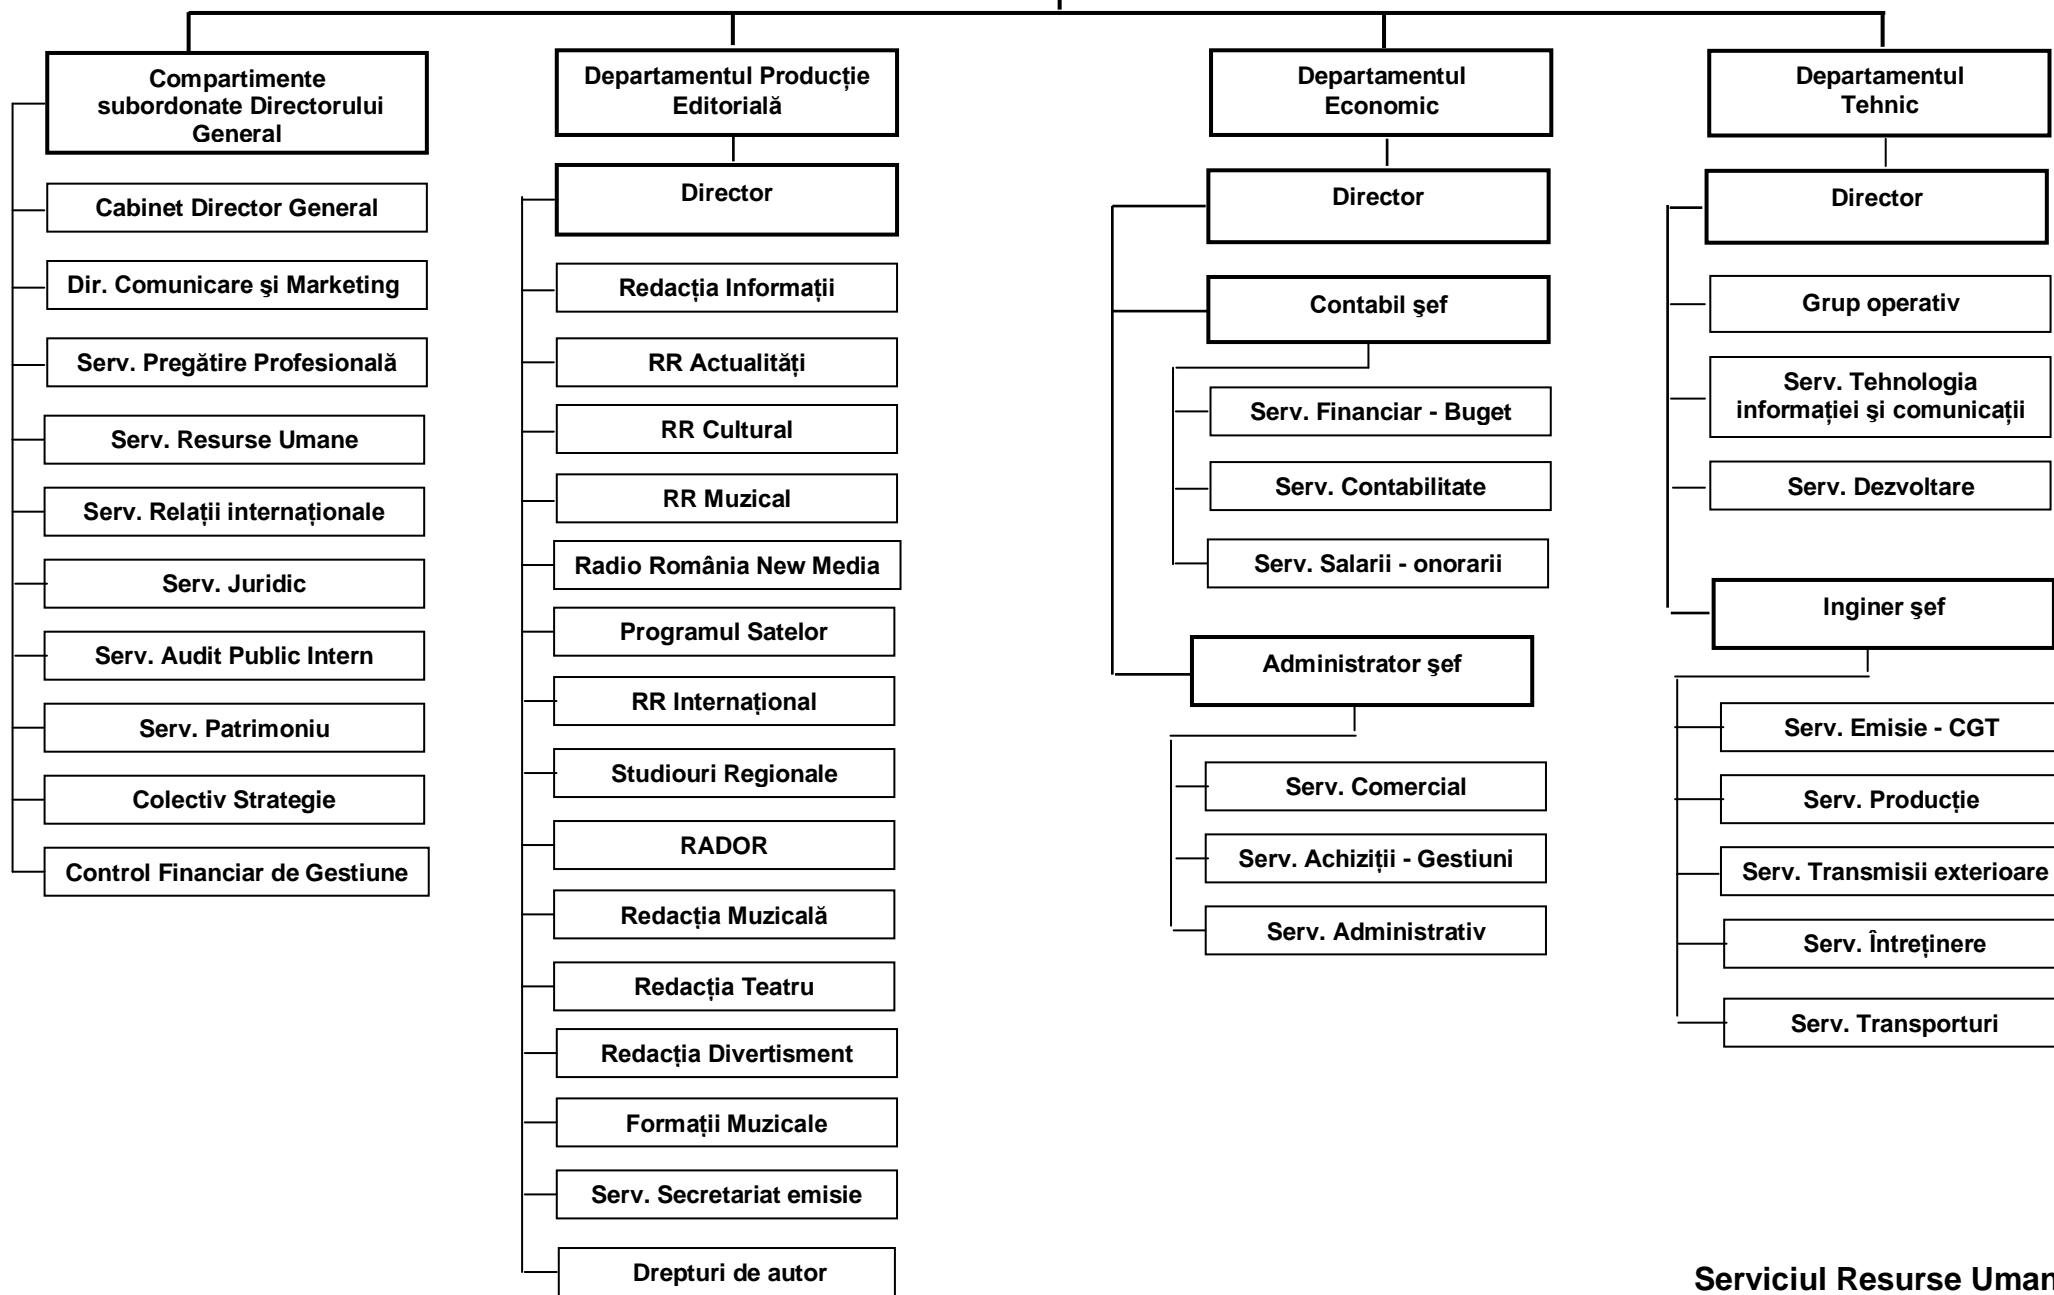 Compartimente
subordonate Directorului
General
Cabinet Director General
Dir. Comunicare şi Marketing
Serv. Pregătire Profesională
Serv. Resurse Umane
Serv. Relații internaționale
Serv. Juridic
Serv. Audit Public Intern
Serv. Patrimoniu
Colectiv Strategie
Control Financiar de Gestiune
Departamentul Producție
Editorială
Director
Redacția Informații
RR Actualități
RR Cultural
RR Muzical
Radio România New Media
Programul Satelor
RR Internațional
Studiouri Regionale
RADOR
Redacția Muzicală
Redacția Teatru
Redacția Divertisment
Formații Muzicale
Serv. Secretariat emisie
Drepturi de autor
Departamentul
Economic
Director
Contabil şef
Serv. Financiar - Buget
Serv. Contabilitate
Serv. Salarii - onorarii
Administrator şef
Serv. Comercial
Serv. Achiziții - Gestiuni
Serv. Administrativ
Departamentul
Tehnic
Director
Grup operativ
Serv. Tehnologia
informației şi comunicații
Serv. Dezvoltare
Inginer şef
Serv. Emisie - CGT
Serv. Producție
Serv. Transmisii exterioare
Serv. Întreținere
Serv. Transporturi
Serviciul Resurse Uman